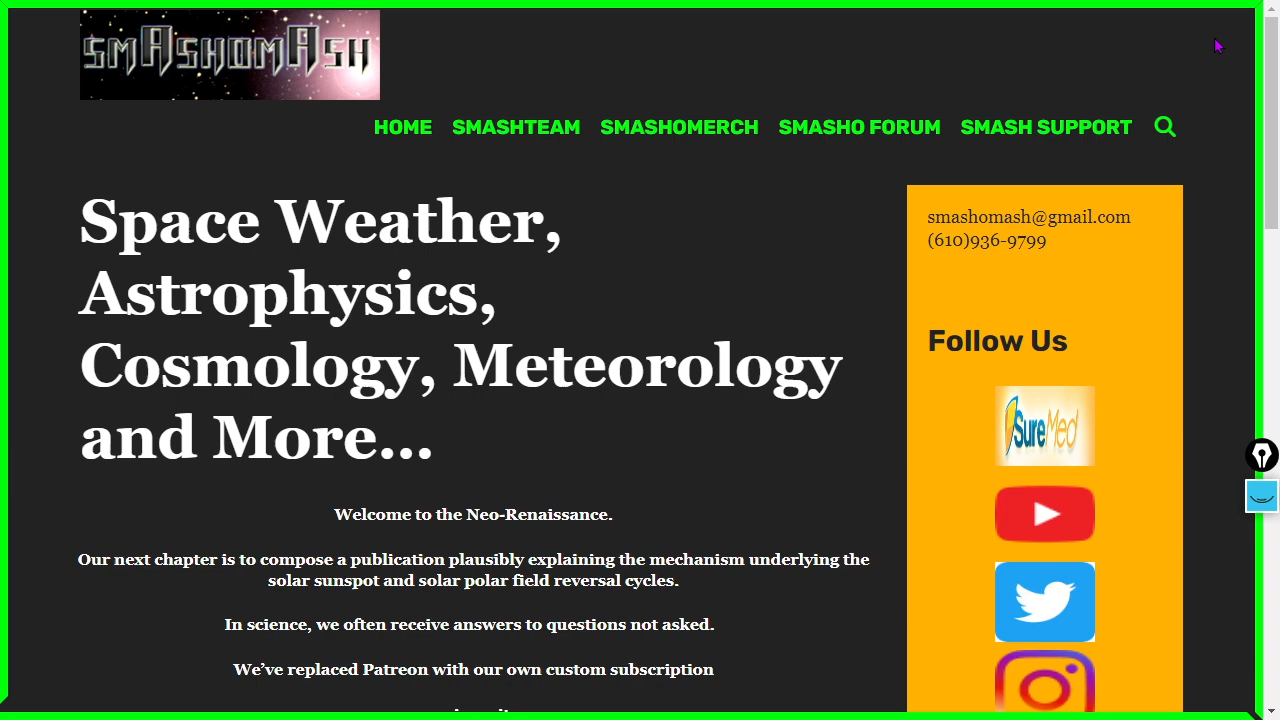 SMASHOMASH
HOME SMASHTEAM SMASHOMERCH SMASHO FORUM SMASH SUPPORT
Space Weather,
Astrophysics,
Cosmology, Meteorology
and More...
Welcome to the Neo-Renaissance.
Our next chapter is to compose a publication plausibly explaining the mechanism underlying the
solar sunspot and solar polar field reversal cycles.
In science, we often receive answers to questions not asked.
We've replaced Patreon with our own custom subscription
smashomash@gmail.com
(610)936-9799
Follow Us
SureMed